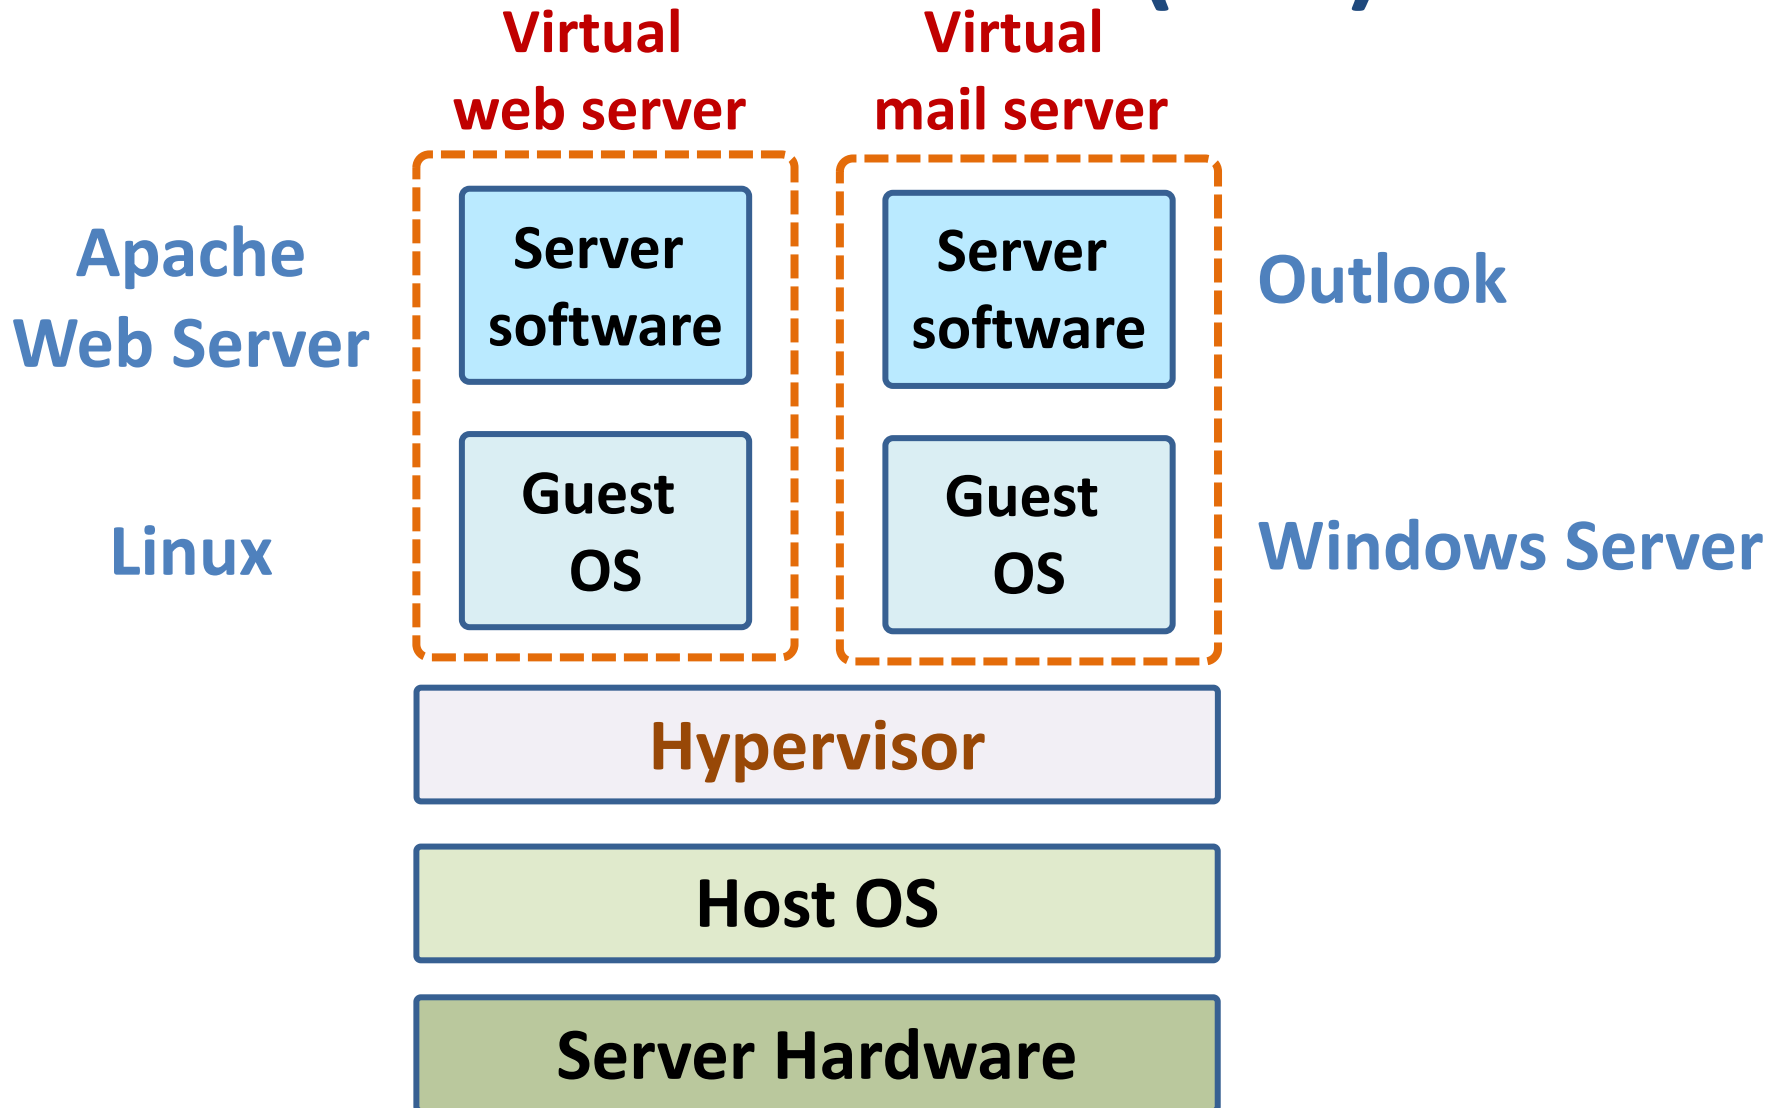 Virtual
web server
Virtual
mail server
Apache
Web Server
Server
software
Server
software
Outlook
Linux
Guest
OS
Guest
OS
Windows Server
Hypervisor
Host OS
Server Hardware